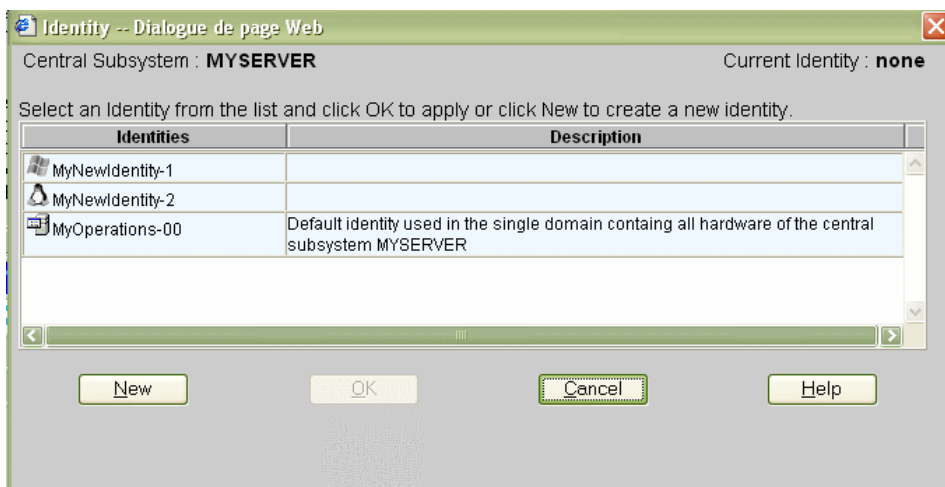 Identity -- Dialogue de page Web
Central Subsystem : MYSERVER
Current Identity : none
Select an Identity from the list and click OK to apply or click New to create a new identity.
Identities
Description
MyNewIdentity-1
MyNewIdentity-2
MyOperations-00
Default identity used in the single domain containg all hardware of the central
subsystem MYSERVER
New
OK
Cancel
Help